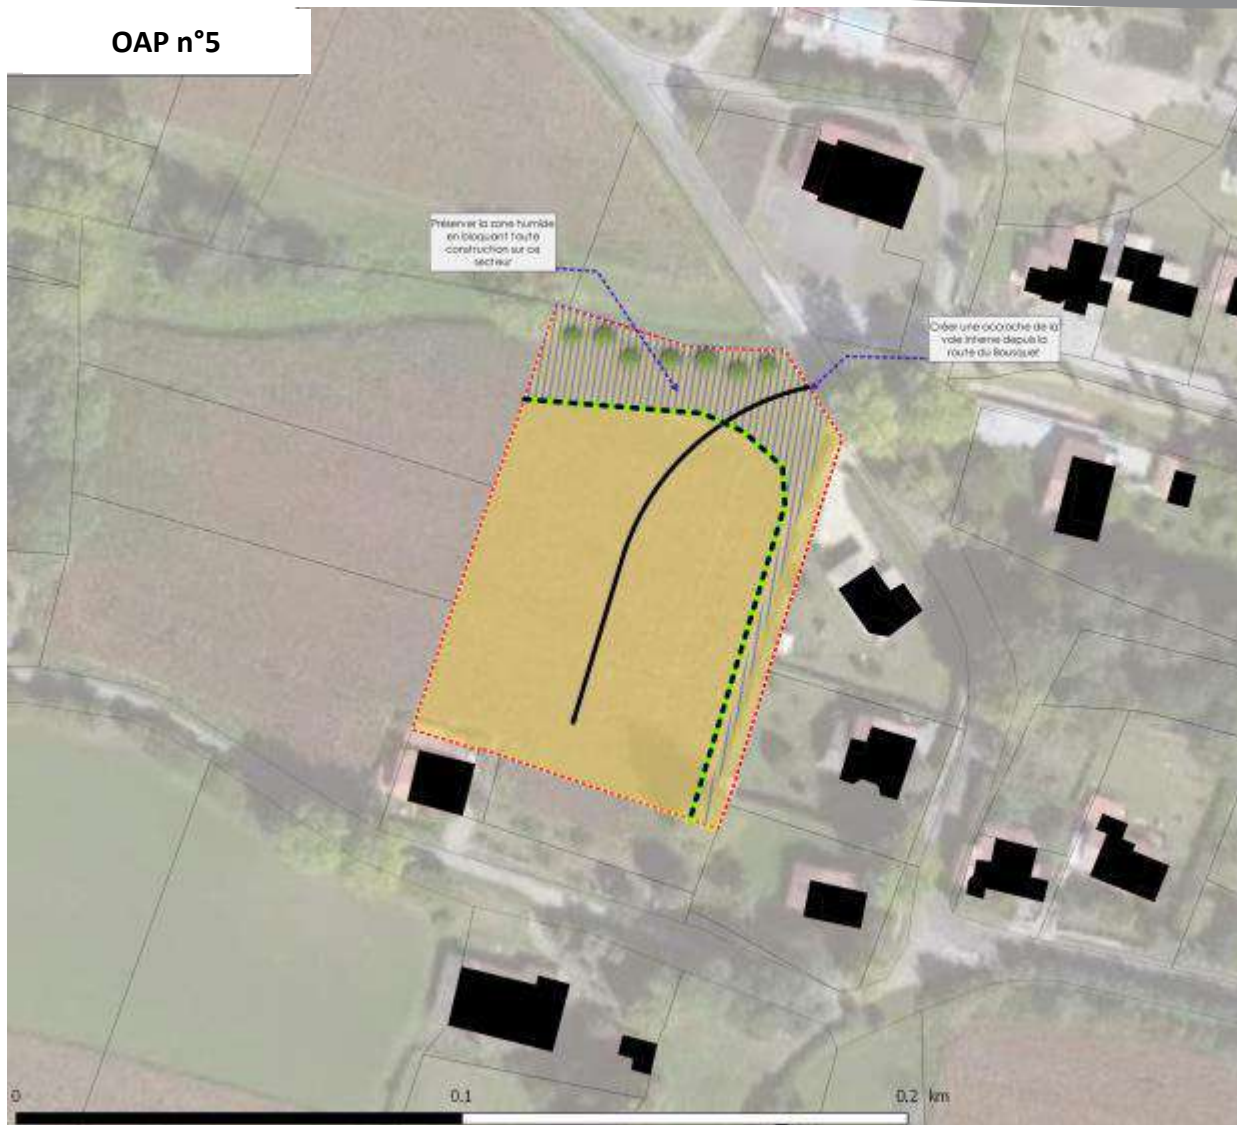 OAP n°5
Préserver la zone humide
en bloquant toute
construction sur ce
secteur
Créer une accroche de la
voie interne depuis la
route du Bousquet
0
0.1
0.2 km